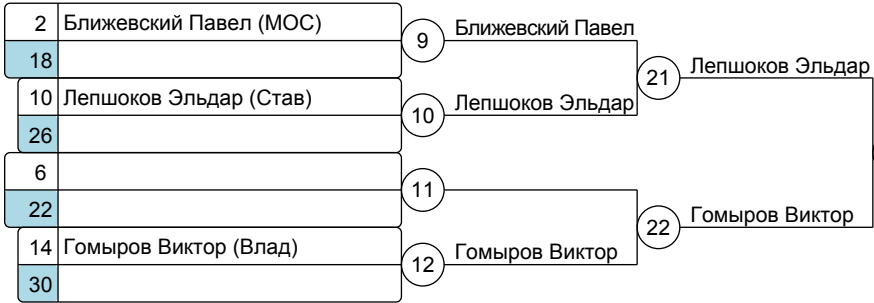 2 Ближевский Павел (МОС)
18
9 Ближевский Павел
10 Лепшоков Эльдар (Став)
26
10 Лепшоков Эльдар
21 Лепшоков Эльдар
6
22
11
14 Гомыров Виктор (Влад)
30
12 Гомыров Виктор
22 Гомыров Виктор